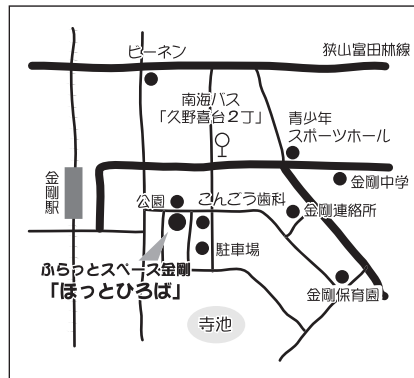 ピーネン
狭山富田林線
南海バス
「久野喜台2丁」
青少年
スポーツホール
金剛駅
金剛中学
公園
こんごう歯科
金剛連絡所
駐車場
ふらっとスペース金剛
「ほっとひろば」
金剛保育園
寺池